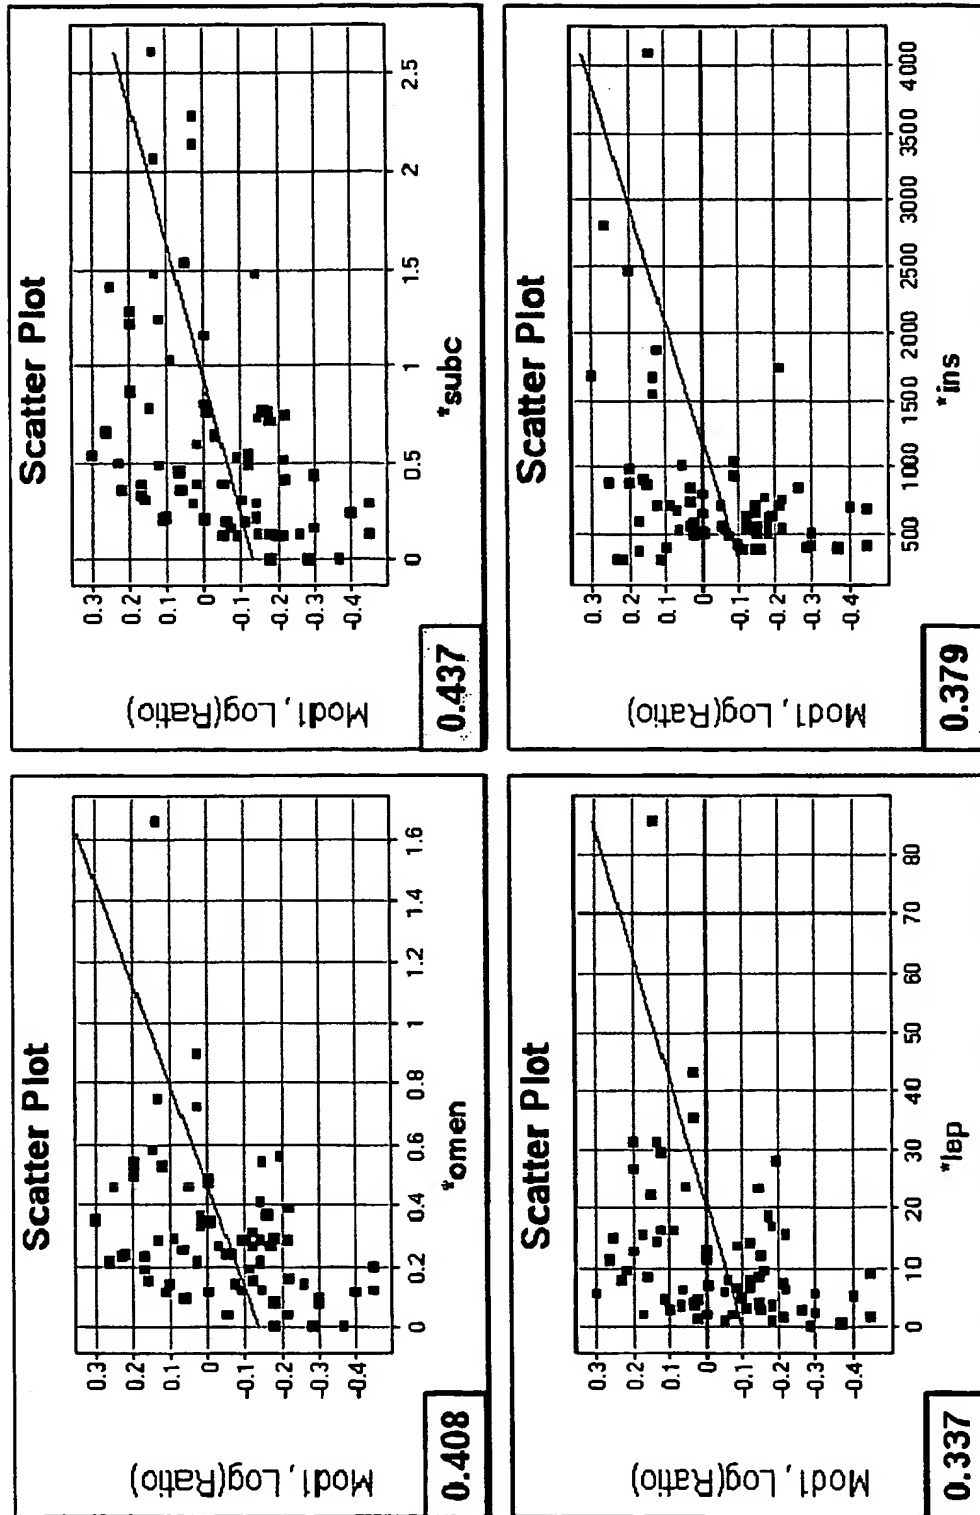 Scatter Plot
Mod1, Log(Ratio)
0.3
0.2
0.1
0
-0.1
-0.2
-0.3
-0.4
0 0.2 0.4 0.6 0.8 1 1.2 1.4 1.6
*omen
0.408
Scatter Plot
Mod1, Log(Ratio)
0.3
0.2
0.1
0
-0.1
-0.2
-0.3
-0.4
0 0.5 1 1.5 2 2.5
*subc
0.437
Scatter Plot
Mod1, Log(Ratio)
0.3
0.2
0.1
0
-0.1
-0.2
-0.3
-0.4
0 10 20 30 40 50 60 70 80
*lep
0.337
Scatter Plot
Mod1, Log(Ratio)
0.3
0.2
0.1
0
-0.1
-0.2
-0.3
-0.4
500 1000 1500 2000 2500 3000 3500 4000
*ins
0.379